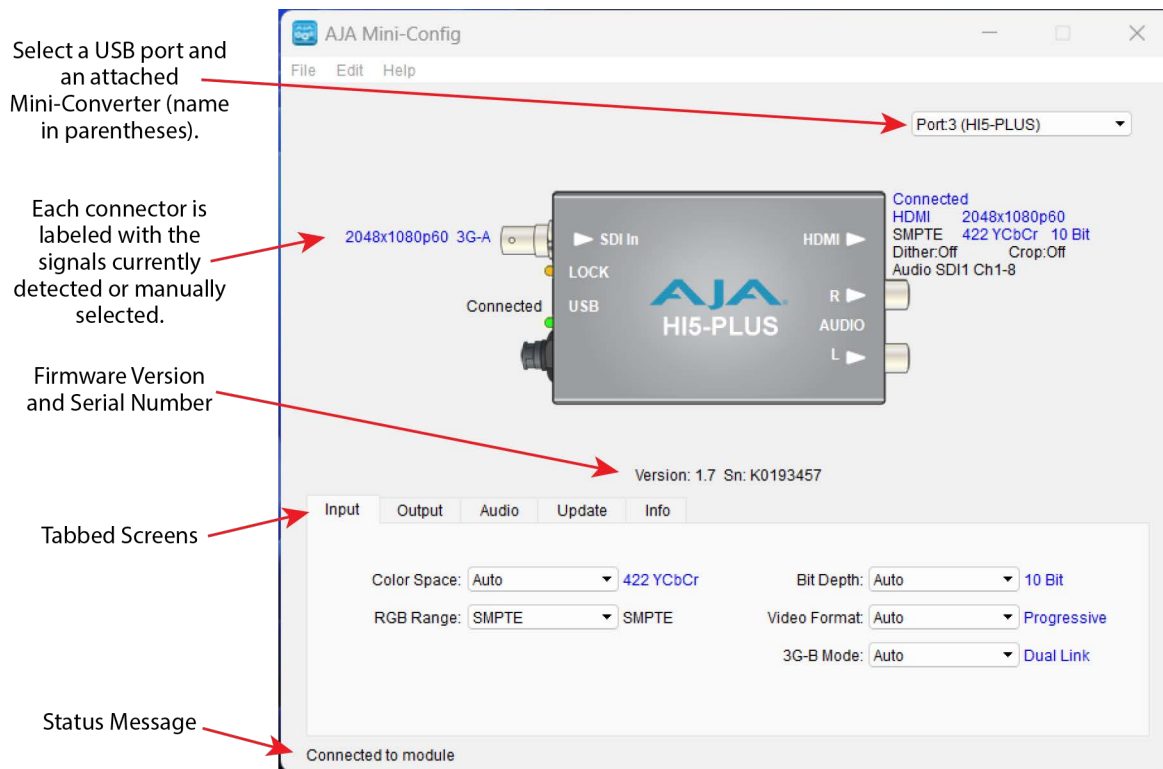 AJA Mini-Config
File Edit Help
Select a USB port and
an attached
Mini-Converter (name
in parentheses).
Port:3 (HI5-PLUS)
Each connector is
labeled with the
signals currently
detected or manually
selected.
2048x1080p60 3G-A
Connected
SDI In
LOCK
USB
AJA
HI5-PLUS
HDMI
R
AUDIO
L
Connected
HDMI 2048x1080p60
SMPTE 422 YCbCr 10 Bit
Dither:Off Crop:Off
Audio SDI1 Ch1-8
Firmware Version
and Serial Number
Version: 1.7 Sn: K0193457
Tabbed Screens
Input Output Audio Update Info
Color Space: Auto 422 YCbCr
Bit Depth: Auto 10 Bit
RGB Range: SMPTE SMPTE
Video Format: Auto Progressive
3G-B Mode: Auto Dual Link
Status Message
Connected to module